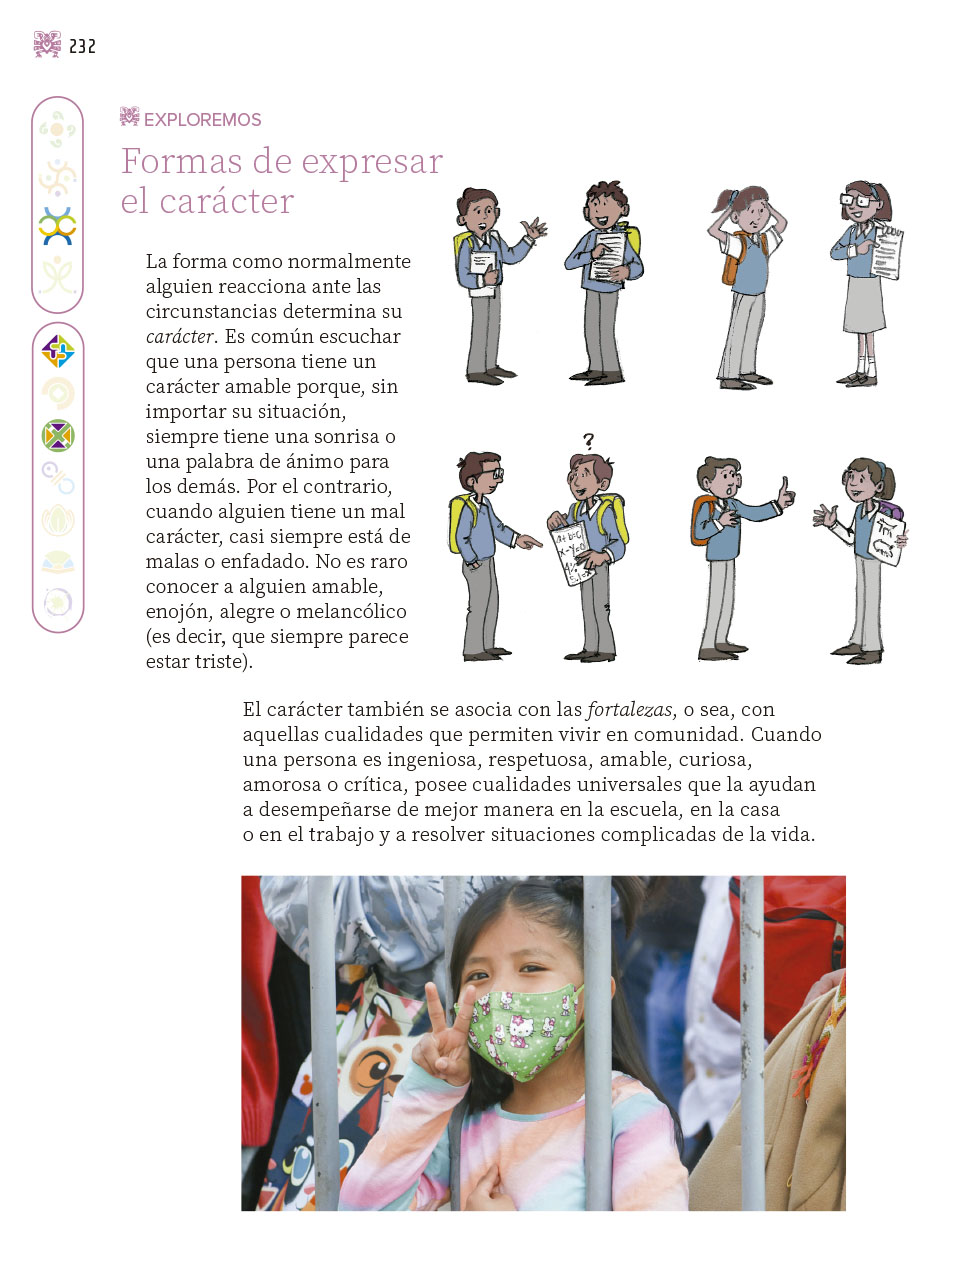 232
EXPLOREMOS
Formas de expresar
el carácter
La forma como normalmente
alguien reacciona ante las
circunstancias determina su
carácter. Es común escuchar
que una persona tiene un
carácter amable porque, sin
importar su situación,
siempre tiene una sonrisa o
una palabra de ánimo para
los demás. Por el contrario,
cuando alguien tiene un mal
carácter, casi siempre está de
malas o enfadado. No es raro
conocer a alguien amable,
enojón, alegre o melancólico
(es decir, que siempre parece
estar triste).
?
a+b=C
X-Y=0
El carácter también se asocia con las fortalezas, o sea, con
aquellas cualidades que permiten vivir en comunidad. Cuando
una persona es ingeniosa, respetuosa, amable, curiosa,
amorosa o crítica, posee cualidades universales que la ayudan
a desempeñarse de mejor manera en la escuela, en la casa
o en el trabajo y a resolver situaciones complicadas de la vida.